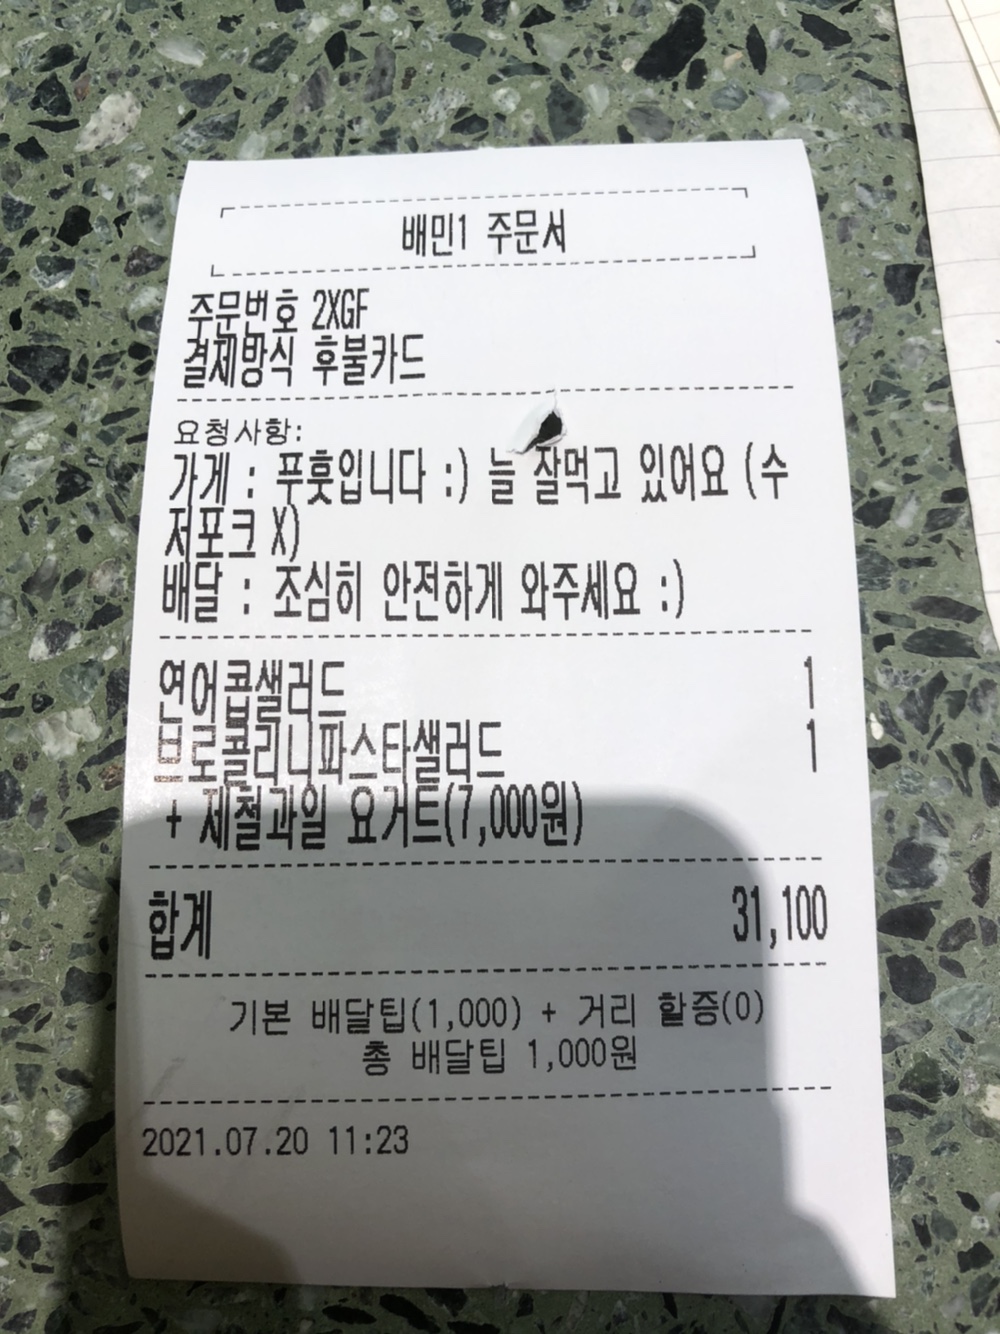 배민1 주문서
주문번호 2XGF
결제방식 후불카드
요청사항:
가게 : 푸훗입니다 :) 늘 잘먹고 있어요 (수
저포크 X)
배달 : 조심히 안전하게 와주세요 :)
연어콥샐러드 1
브로콜리니파스타샐러드 1
+ 제철과일 요거트(7,000원)
합계 31,100
기본 배달팁(1,000) + 거리 할증(0)
총 배달팁 1,000원
2021.07.20 11:23